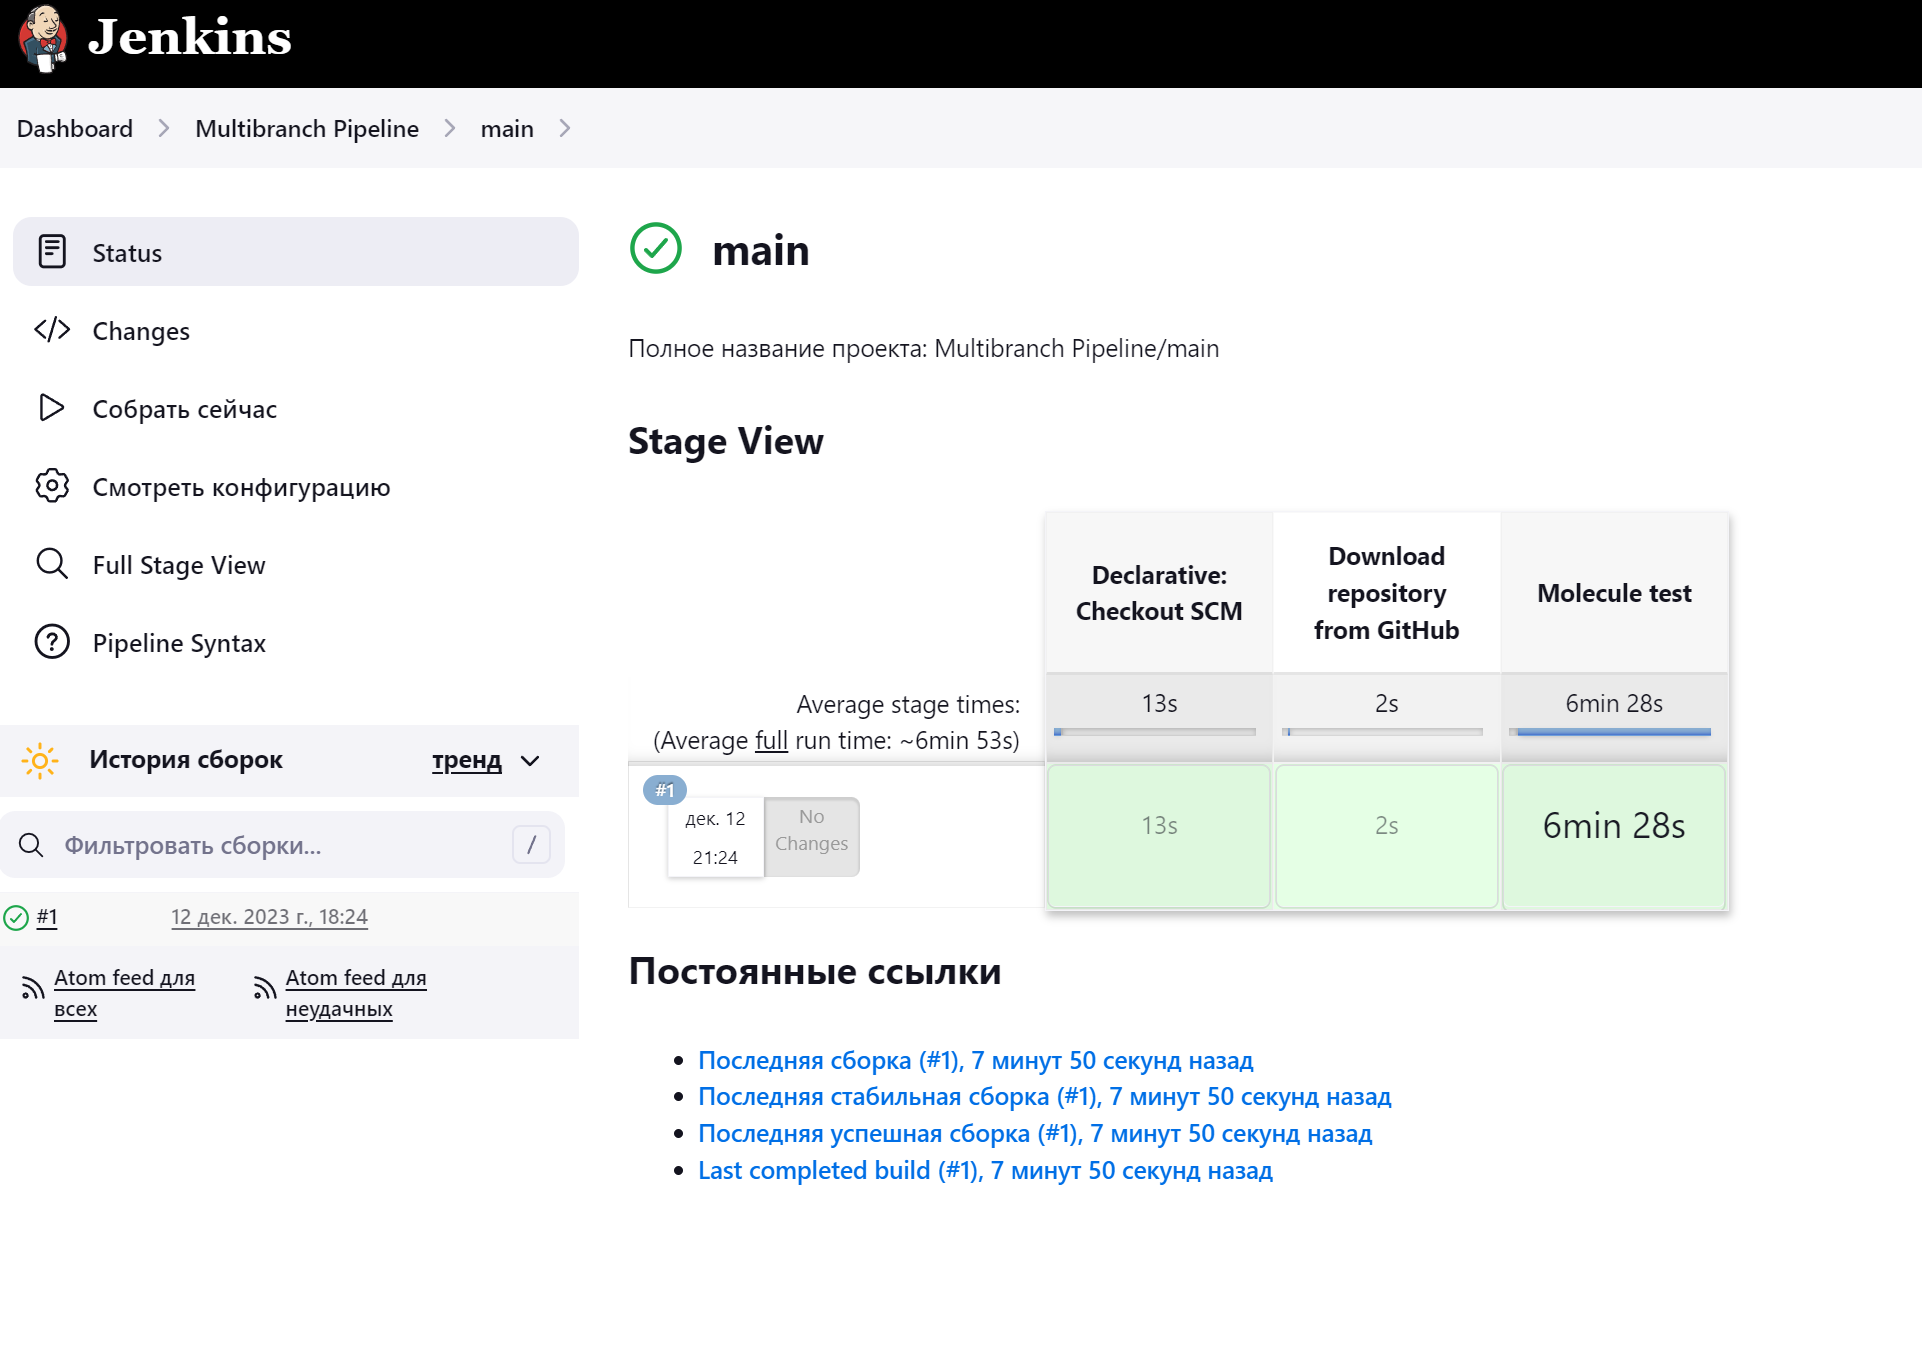 Jenkins
Dashboard
Multibranch Pipeline
main
Status
Changes
Собрать сейчас
Смотреть конфигурацию
Full Stage View
Pipeline Syntax
История сборок
тренд
Фильтровать сборки...
/
#1
12 дек. 2023 г., 18:24
Atom feed для
всех
Atom feed для
неудачных
main
Полное название проекта: Multibranch Pipeline/main
Stage View
Declarative:
Checkout SCM
Download
repository
from GitHub
Molecule test
Average stage times:
(Average full run time: ~6min 53s)
13s
2s
6min 28s
#1
дек. 12
21:24
No
Changes
13s
2s
6min 28s
Постоянные ссылки
Последняя сборка (#1), 7 минут 50 секунд назад
Последняя стабильная сборка (#1), 7 минут 50 секунд назад
Последняя успешная сборка (#1), 7 минут 50 секунд назад
Last completed build (#1), 7 минут 50 секунд назад